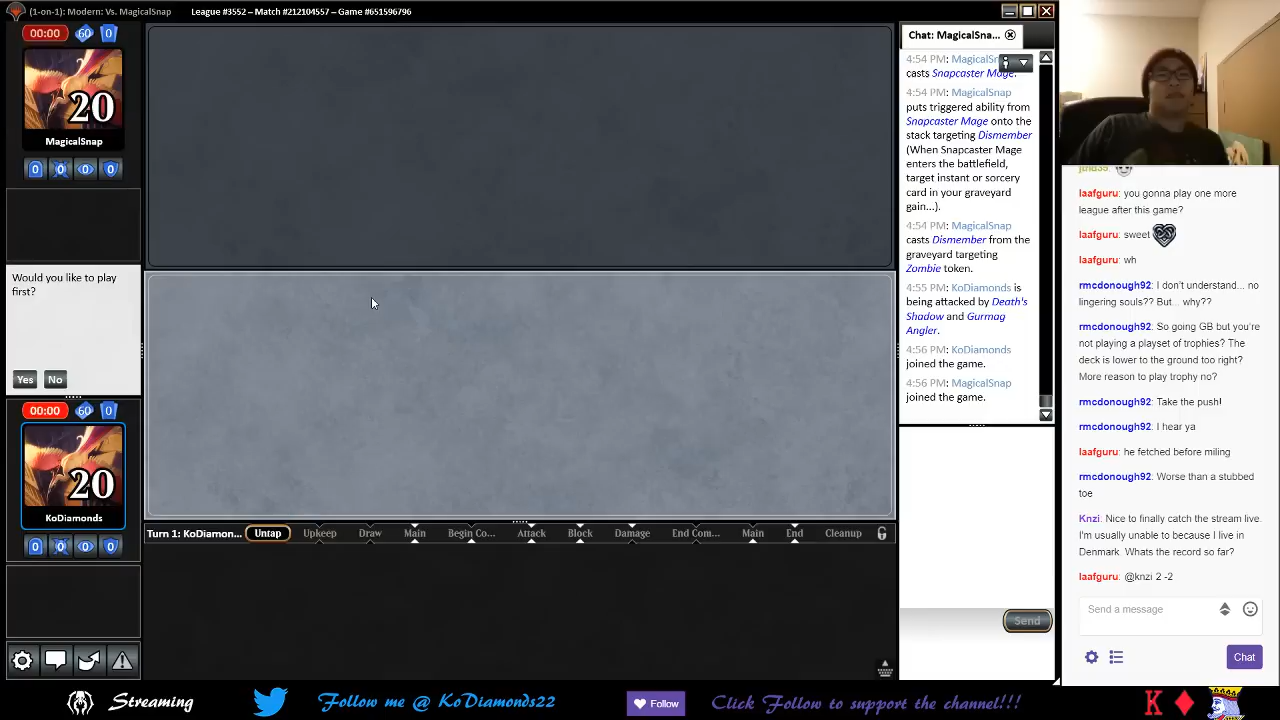 (1-on-1): Modern: Vs. MagicalSnap
League #3552 – Match #212104557 - Game #651596796
00:00 60 0
20
MagicalSnap
0 0 0 0
Would you like to play
first?
Yes No
00:00 60 0
20
KoDiamonds
0 0 0 0
Turn 1: KoDiamon... Untap Upkeep Draw Main Begin Co... Attack Block Damage End Com... Main End Cleanup
Chat: MagicalSna...
4:54 PM: MagicalSn
casts Snapcaster Mage.
4:54 PM: MagicalSnap
puts triggered ability from
Snapcaster Mage onto the
stack targeting Dismember
(When Snapcaster Mage
enters the battlefield,
target instant or sorcery
card in your graveyard
gain...).
4:54 PM: MagicalSnap
casts Dismember from the
graveyard targeting
Zombie token.
4:55 PM: KoDiamonds is
being attacked by Death's
Shadow and Gurmag
Angler.
4:56 PM: KoDiamonds
joined the game.
4:56 PM: MagicalSnap
joined the game.
Send
laafguru: you gonna play one more
league after this game?
laafguru: sweet
laafguru: wh
rmcdonough92: I don't understand... no
lingering souls?? But... why??
rmcdonough92: So going GB but you're
not playing a playset of trophies? The
deck is lower to the ground too right?
More reason to play trophy no?
rmcdonough92: Take the push!
rmcdonough92: I hear ya
laafguru: he fetched before miling
rmcdonough92: Worse than a stubbed
toe
Knzi: Nice to finally catch the stream live.
I'm usually unable to because I live in
Denmark. Whats the record so far?
laafguru: @knzi 2 -2
Send a message
Chat
Streaming
Follow me @ KoDiamonds22
Follow
Click Follow to support the channel!!!
K